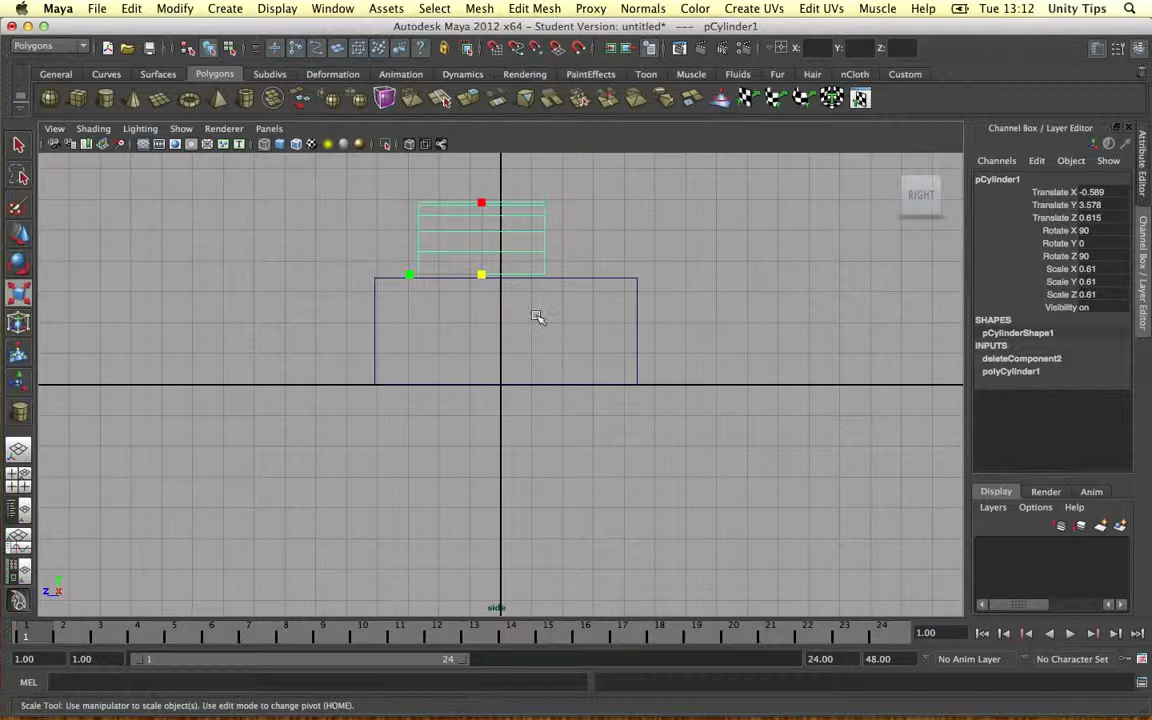 Maya File Edit Modify Create Display Window Assets Select Mesh Edit Mesh Proxy Normals Color Create UVs Edit UVs Muscle Help Tue 13:12 Unity Tips
Autodesk Maya 2012 x64 - Student Version: untitled* --- pCylinder1
Polygons X: Y: Z:
General Curves Surfaces Polygons Subdivs Deformation Animation Dynamics Rendering PaintEffects Toon Muscle Fluids Fur Hair nCloth Custom
View Shading Lighting Show Renderer Panels
Channel Box / Layer Editor
Channels Edit Object Show
pCylinder1
Translate X -0.589
Translate Y 3.578
Translate Z 0.615
Rotate X 90
Rotate Y 0
Rotate Z 90
Scale X 0.61
Scale Y 0.61
Scale Z 0.61
Visibility on
SHAPES
pCylinderShape1
INPUTS
deleteComponent2
polyCylinder1
Attribute Editor
Channel Box / Layer Editor
RIGHT
Display Render Anim
Layers Options Help
y
z x
side
1 2 3 4 5 6 7 8 9 10 11 12 13 14 15 16 17 18 19 20 21 22 23 24
1 1.00
1.00 1.00 1 24 24.00 48.00 No Anim Layer No Character Set
MEL
Scale Tool: Use manipulator to scale object(s). Use edit mode to change pivot (HOME).